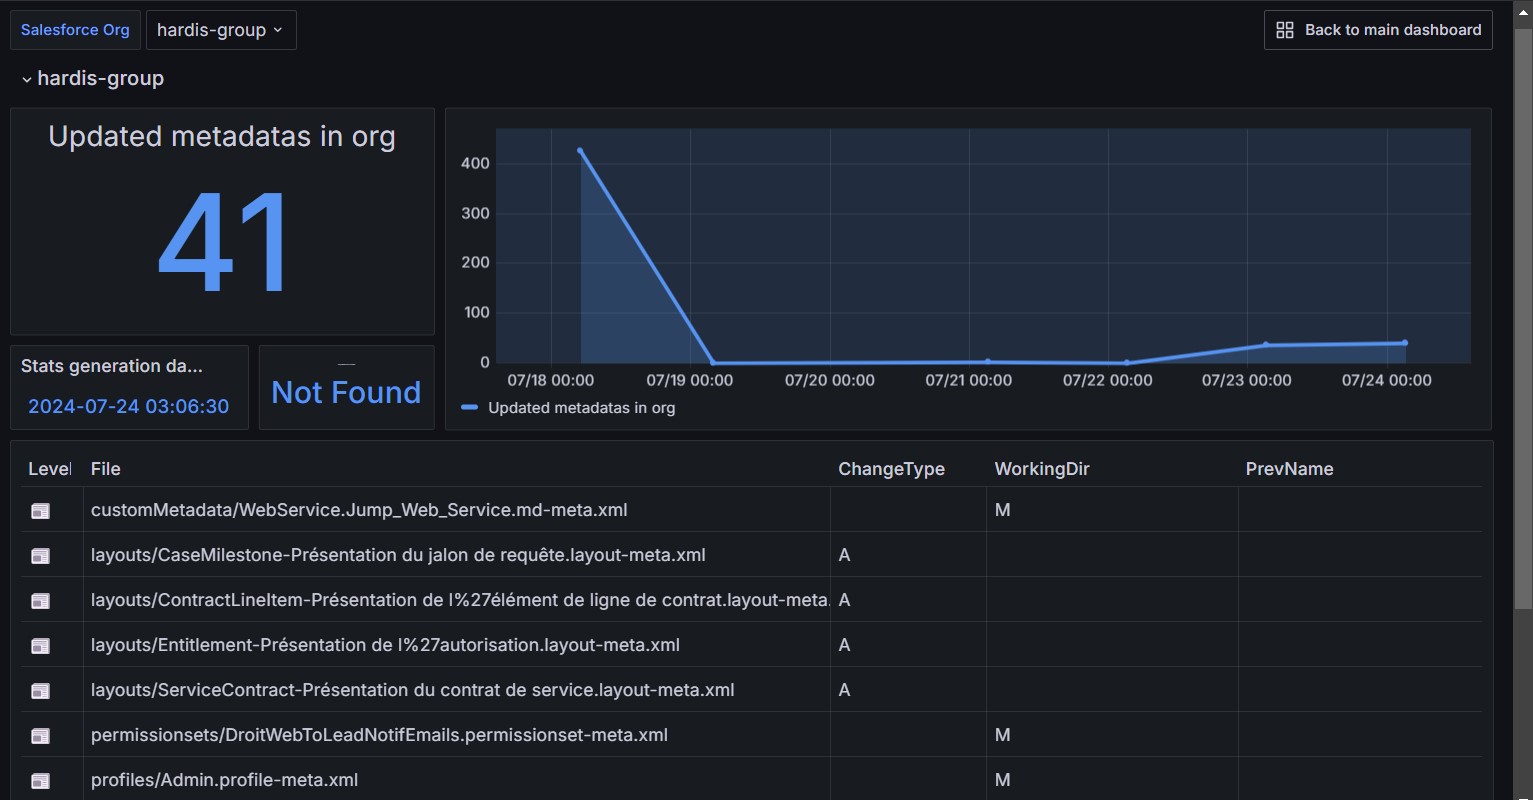 Salesforce Org
hardis-group
Back to main dashboard
hardis-group
Updated metadatas in org
41
Stats generation da...
2024-07-24 03:06:30
Not Found
400
300
200
100
0
07/18 00:00
07/19 00:00
07/20 00:00
07/21 00:00
07/22 00:00
07/23 00:00
07/24 00:00
Updated metadatas in org
Level File ChangeType WorkingDir PrevName
customMetadata/WebService.Jump_Web_Service.md-meta.xml M
layouts/CaseMilestone-Présentation du jalon de requête.layout-meta.xml A
layouts/ContractLineItem-Présentation de l%27élément de ligne de contrat.layout-meta. A
layouts/Entitlement-Présentation de l%27autorisation.layout-meta.xml A
layouts/ServiceContract-Présentation du contrat de service.layout-meta.xml A
permissionsets/DroitWebToLeadNotifEmails.permissionset-meta.xml M
profiles/Admin.profile-meta.xml M